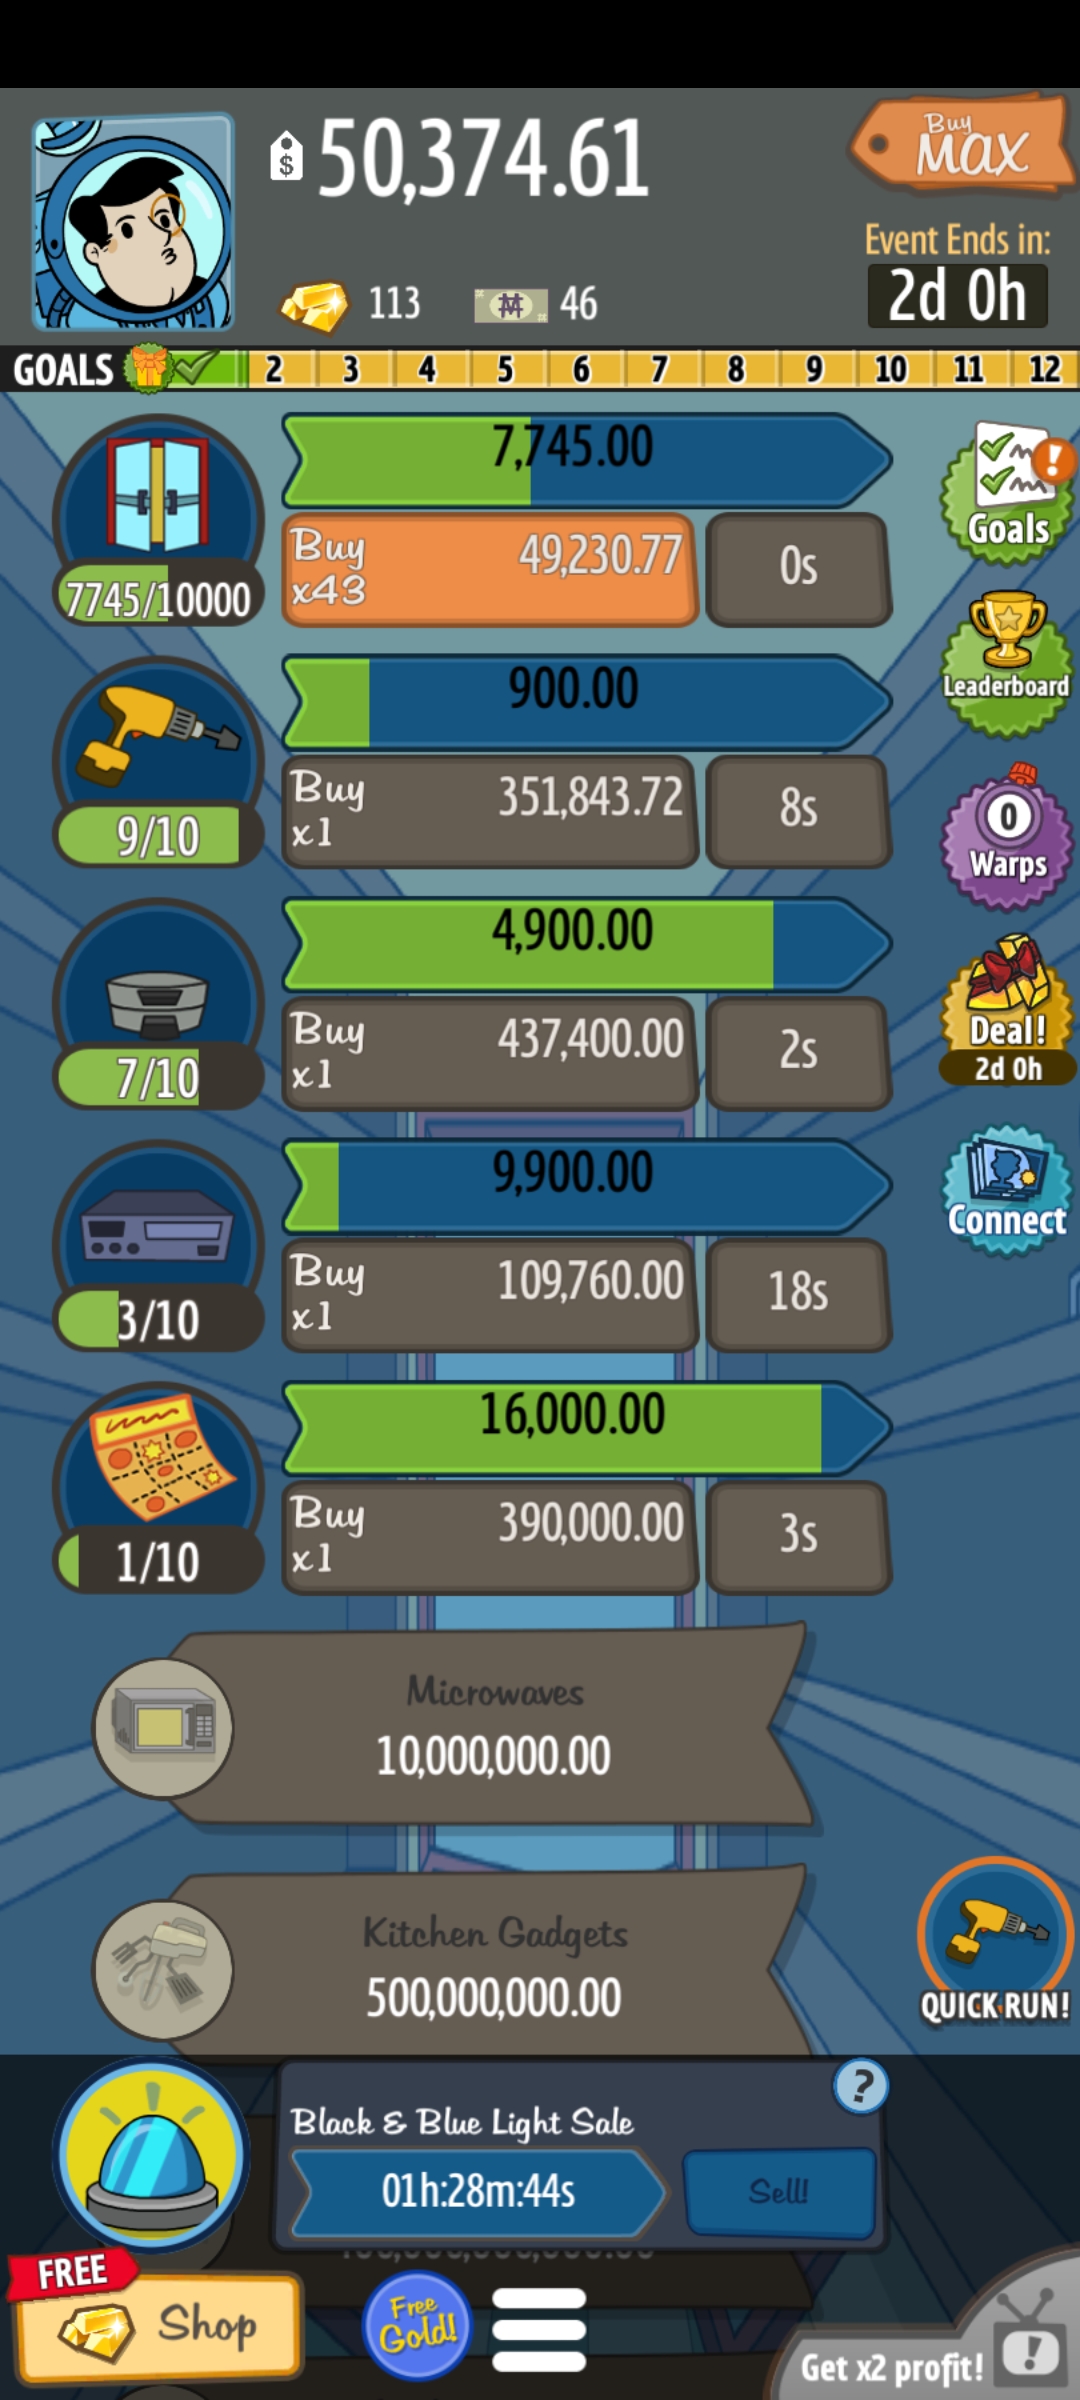 50,374.61
Buy
MAX
113
46
Event Ends in:
2d 0h
GOALS 2 3 4 5 6 7 8 9 10 11 12
7,745.00
Buy
x43
49,230.77
0s
7745/10000
Goals
Leaderboard
900.00
Buy
x1
351,843.72
8s
9/10
0
Warps
4,900.00
Buy
x1
437,400.00
2s
7/10
Deal!
2d 0h
9,900.00
Buy
x1
109,760.00
18s
3/10
Connect
16,000.00
Buy
x1
390,000.00
3s
1/10
Microwaves
10,000,000.00
Kitchen Gadgets
500,000,000.00
QUICK RUN!
?
Black & Blue Light Sale
01h:28m:44s
Sell!
FREE
Shop
Free
Gold!
Get x2 profit!